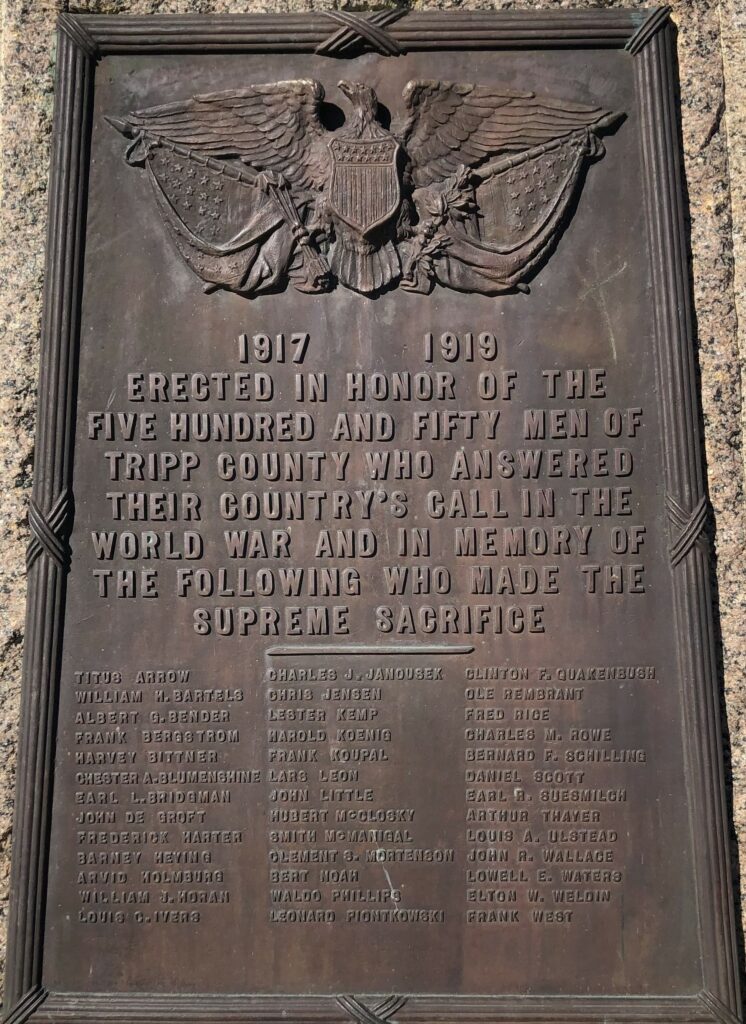 1917 1919
ERECTED IN HONOR OF THE
FIVE HUNDRED AND FIFTY MEN OF
TRIPP COUNTY WHO ANSWERED
THEIR COUNTRY'S CALL IN THE
WORLD WAR AND IN MEMORY OF
THE FOLLOWING WHO MADE THE
SUPREME SACRIFICE
TITUS ARROW
WILLIAM H. BARTELS
ALBERT G. BENDER
FRANK BERGSTROM
HARVEY BITTNER
CHESTER A. BLUMENSHINE
EARL L. BRIDGMAN
JOHN DE GROFT
FREDERICK HARTER
BARNEY HEYING
ARVID HOLMBURG
WILLIAM J. HORAN
LOUIS C. IVERS
CHARLES J. JANOUSEK
CHRIS JENSEN
LESTER KEMP
HAROLD KOENIG
FRANK KOUPAL
LARS LEON
JOHN LITTLE
HUBERT McCLOSKY
SMITH McMANIGAL
CLEMENT S. MORTENSON
BERT NOAH
WALDO PHILLIPS
LEONARD PIONTKOWSKI
CLINTON F. QUAKENBUSH
OLE REMBRANT
FRED RICE
CHARLES M. ROWE
BERNARD F. SCHILLING
DANIEL SCOTT
EARL R. SUESMILCH
ARTHUR THAYER
LOUIS A. ULSTEAD
JOHN R. WALLACE
LOWELL E. WATERS
ELTON W. WELDIN
FRANK WEST